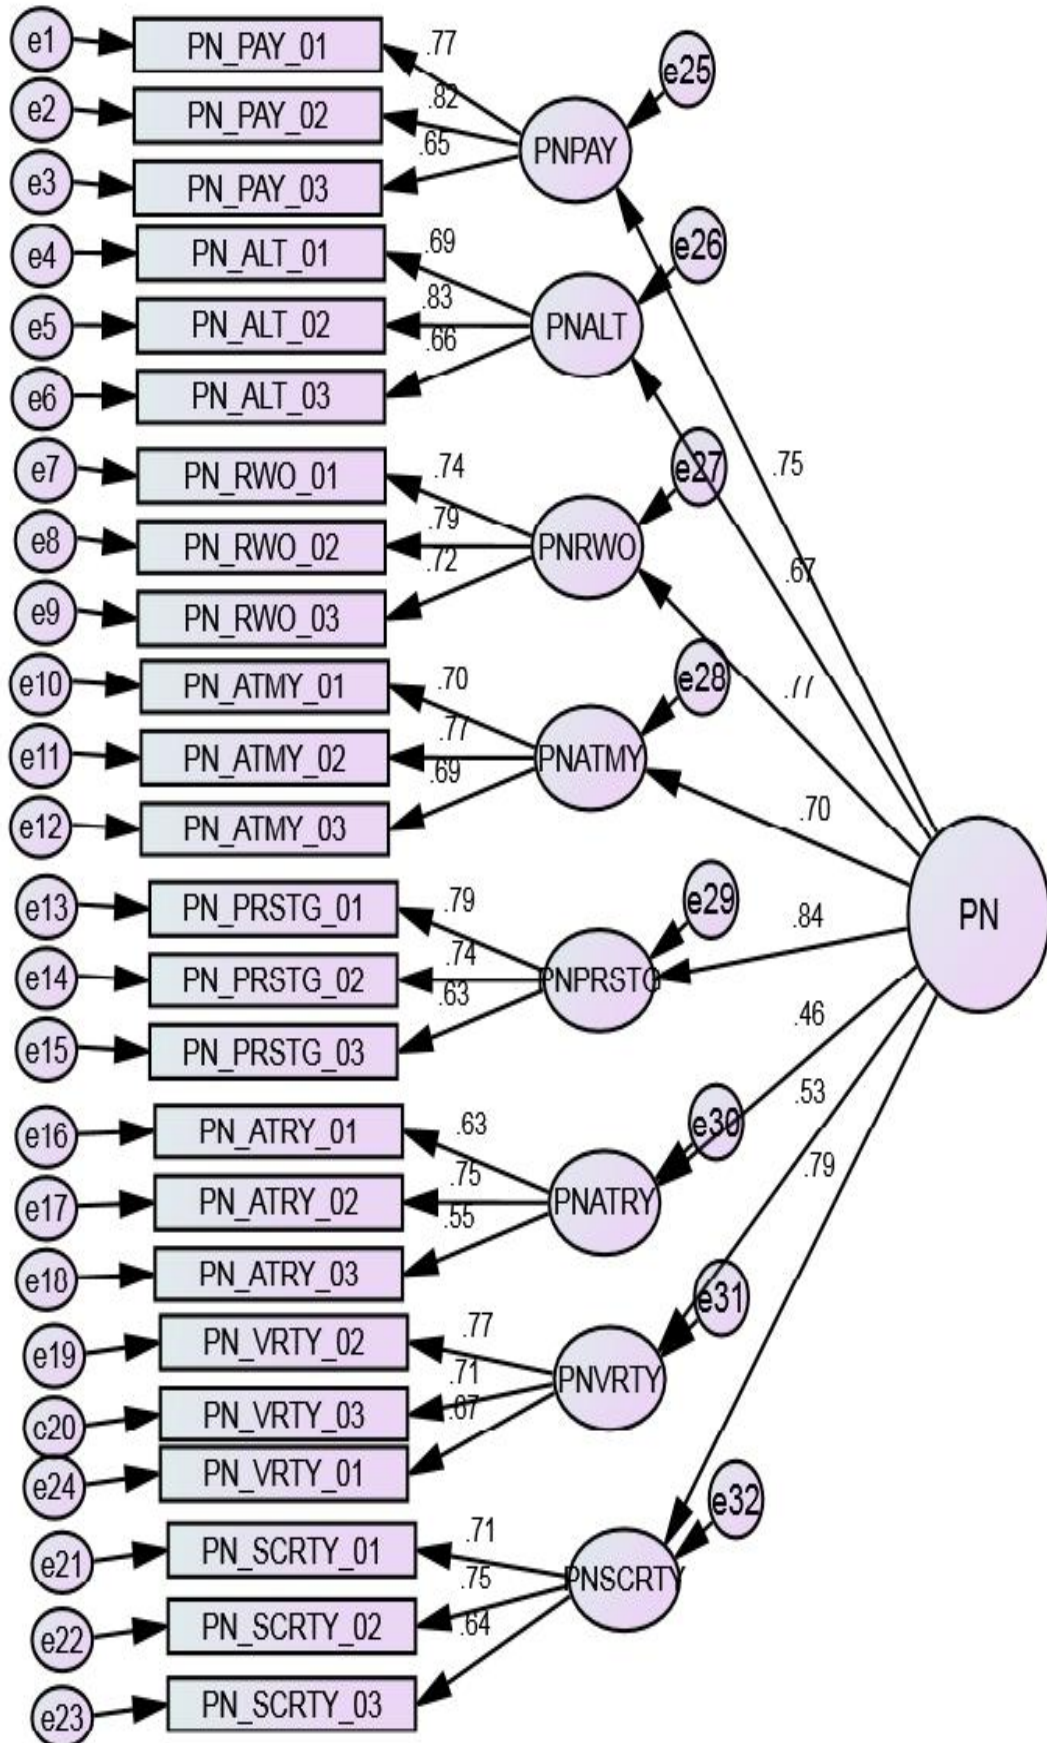 e1
PN_PAY_01
.77
e25
e2
PN_PAY_02
.82
PNPAY
e3
PN_PAY_03
.65
e4
PN_ALT_01
.69
e26
e5
PN_ALT_02
.83
PNALT
e6
PN_ALT_03
.66
e7
PN_RWO_01
.74
e27
.75
e8
PN_RWO_02
.79
PNRWO
.67
e9
PN_RWO_03
.72
e10
PN_ATMY_01
.70
e28
.77
e11
PN_ATMY_02
.77
PNATMY
e12
PN_ATMY_03
.69
.70
e13
PN_PRSTG_01
.79
e29
.84
PN
e14
PN_PRSTG_02
.74
PNPRSTG
e15
PN_PRSTG_03
.63
.46
.53
e16
PN_ATRY_01
.63
e30
.79
e17
PN_ATRY_02
.75
PNATRY
e18
PN_ATRY_03
.55
e19
PN_VRTY_02
.77
e31
e20
PN_VRTY_03
.71
PNVRTY
e24
PN_VRTY_01
.67
e21
PN_SCRTY_01
.71
e32
e22
PN_SCRTY_02
.75
PNSCRTY
e23
PN_SCRTY_03
.64